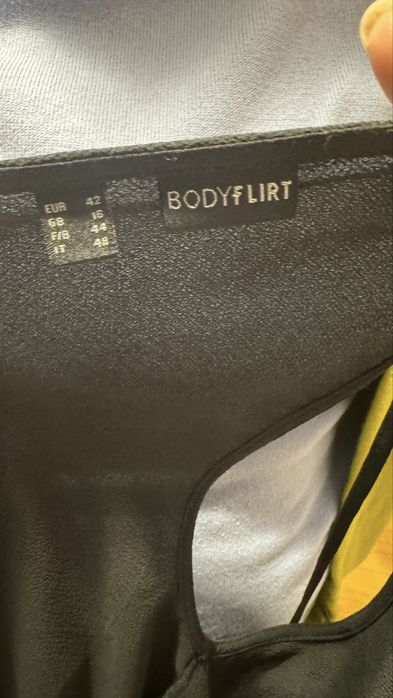 EUR 42
GB 16
F/B 44
IT 48
BODYFLIRT